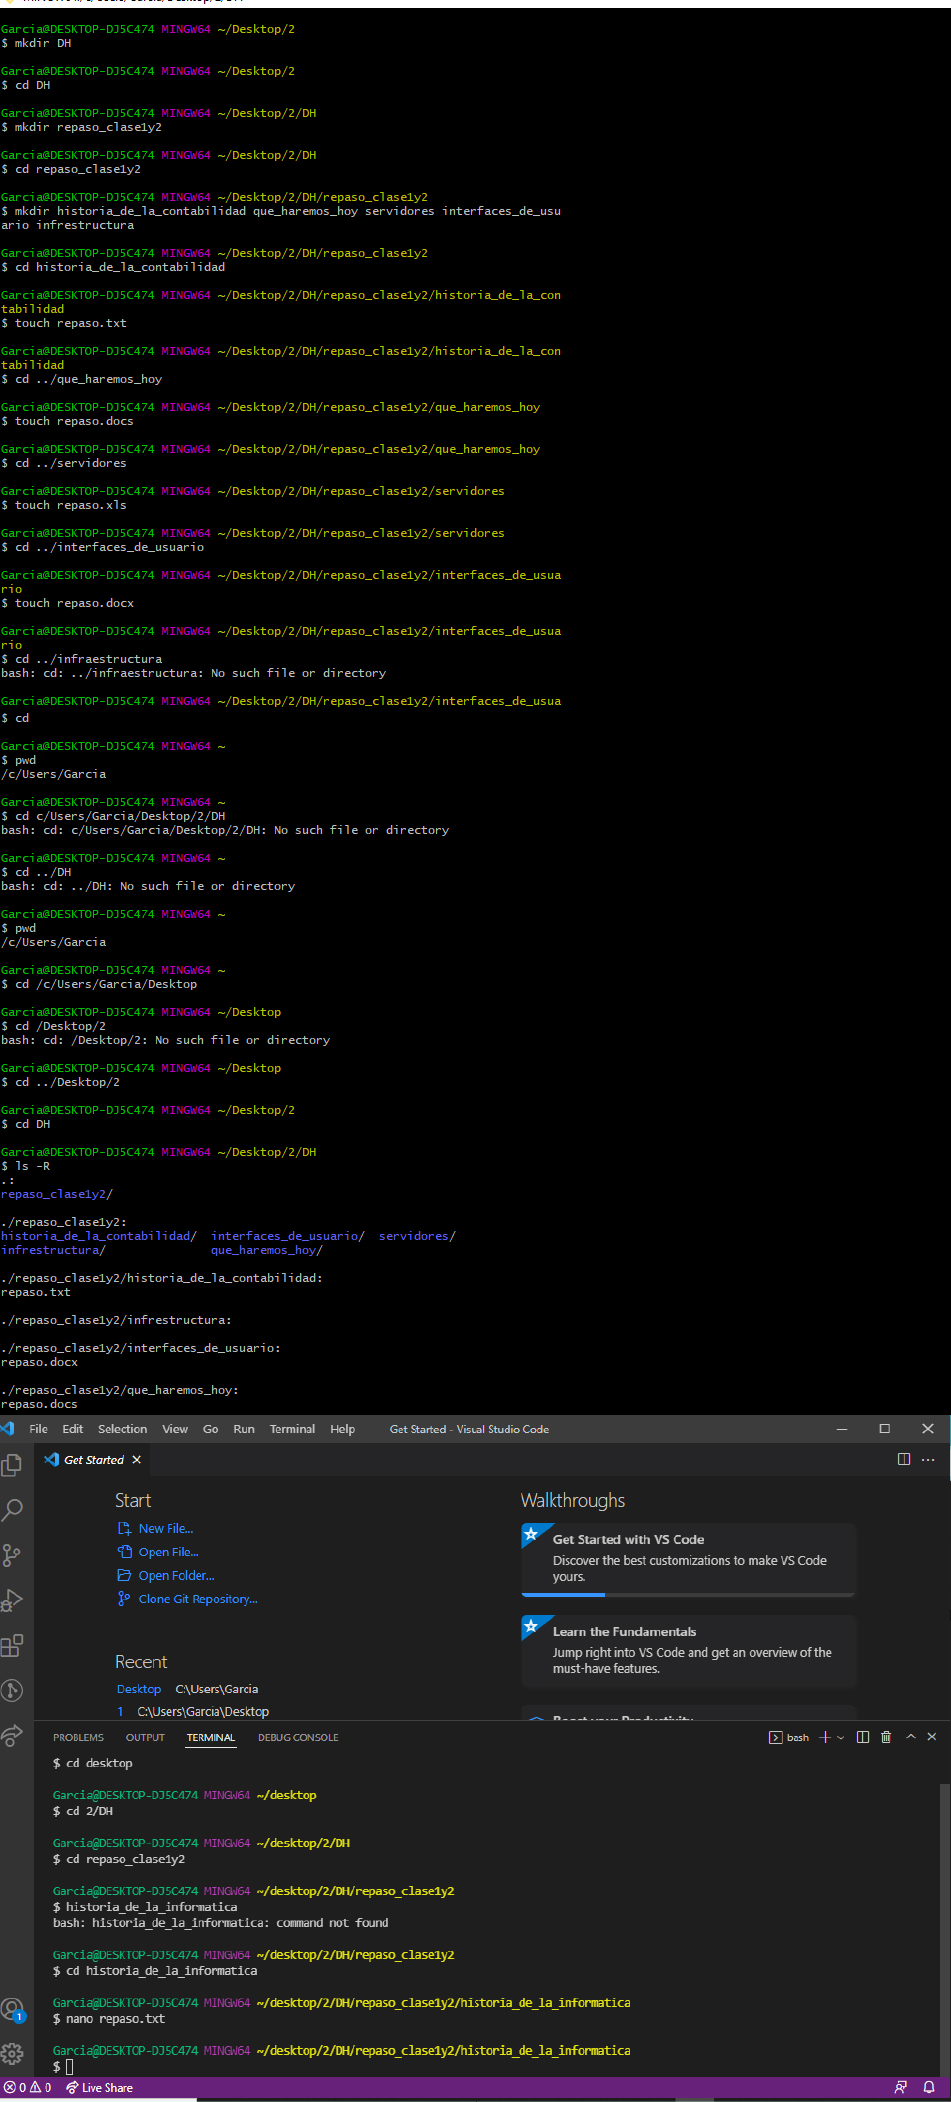 Garcia@DESKTOP-DJ5C474 MINGW64 ~/Desktop/2
$ mkdir DH
Garcia@DESKTOP-DJ5C474 MINGW64 ~/Desktop/2
$ cd DH
Garcia@DESKTOP-DJ5C474 MINGW64 ~/Desktop/2/DH
$ mkdir repaso_clase1y2
Garcia@DESKTOP-DJ5C474 MINGW64 ~/Desktop/2/DH
$ cd repaso_clase1y2
Garcia@DESKTOP-DJ5C474 MINGW64 ~/Desktop/2/DH/repaso_clase1y2
$ mkdir historia_de_la_contabilidad que_haremos_hoy servidores interfaces_de_usu
ario infrestructura
Garcia@DESKTOP-DJ5C474 MINGW64 ~/Desktop/2/DH/repaso_clase1y2
$ cd historia_de_la_contabilidad
Garcia@DESKTOP-DJ5C474 MINGW64 ~/Desktop/2/DH/repaso_clase1y2/historia_de_la_con
tabilidad
$ touch repaso.txt
Garcia@DESKTOP-DJ5C474 MINGW64 ~/Desktop/2/DH/repaso_clase1y2/historia_de_la_con
tabilidad
$ cd ../que_haremos_hoy
Garcia@DESKTOP-DJ5C474 MINGW64 ~/Desktop/2/DH/repaso_clase1y2/que_haremos_hoy
$ touch repaso.docs
Garcia@DESKTOP-DJ5C474 MINGW64 ~/Desktop/2/DH/repaso_clase1y2/que_haremos_hoy
$ cd ../servidores
Garcia@DESKTOP-DJ5C474 MINGW64 ~/Desktop/2/DH/repaso_clase1y2/servidores
$ touch repaso.xls
Garcia@DESKTOP-DJ5C474 MINGW64 ~/Desktop/2/DH/repaso_clase1y2/servidores
$ cd ../interfaces_de_usuario
Garcia@DESKTOP-DJ5C474 MINGW64 ~/Desktop/2/DH/repaso_clase1y2/interfaces_de_usua
rio
$ touch repaso.docx
Garcia@DESKTOP-DJ5C474 MINGW64 ~/Desktop/2/DH/repaso_clase1y2/interfaces_de_usua
rio
$ cd ../infraestructura
bash: cd: ../infraestructura: No such file or directory
Garcia@DESKTOP-DJ5C474 MINGW64 ~/Desktop/2/DH/repaso_clase1y2/interfaces_de_usua
$ cd
Garcia@DESKTOP-DJ5C474 MINGW64 ~
$ pwd
/c/Users/Garcia
Garcia@DESKTOP-DJ5C474 MINGW64 ~
$ cd c/Users/Garcia/Desktop/2/DH
bash: cd: c/Users/Garcia/Desktop/2/DH: No such file or directory
Garcia@DESKTOP-DJ5C474 MINGW64 ~
$ cd ../DH
bash: cd: ../DH: No such file or directory
Garcia@DESKTOP-DJ5C474 MINGW64 ~
$ pwd
/c/Users/Garcia
Garcia@DESKTOP-DJ5C474 MINGW64 ~
$ cd /c/Users/Garcia/Desktop
Garcia@DESKTOP-DJ5C474 MINGW64 ~/Desktop
$ cd /Desktop/2
bash: cd: /Desktop/2: No such file or directory
Garcia@DESKTOP-DJ5C474 MINGW64 ~/Desktop
$ cd ../Desktop/2
Garcia@DESKTOP-DJ5C474 MINGW64 ~/Desktop/2
$ cd DH
Garcia@DESKTOP-DJ5C474 MINGW64 ~/Desktop/2/DH
$ ls -R
.:
repaso_clase1y2/
./repaso_clase1y2:
historia_de_la_contabilidad/ interfaces_de_usuario/ servidores/
infrestructura/ que_haremos_hoy/
./repaso_clase1y2/historia_de_la_contabilidad:
repaso.txt
./repaso_clase1y2/infrestructura:
./repaso_clase1y2/interfaces_de_usuario:
repaso.docx
./repaso_clase1y2/que_haremos_hoy:
repaso.docs
File Edit Selection View Go Run Terminal Help Get Started - Visual Studio Code
Get Started
Start
New File...
Open File...
Open Folder...
Clone Git Repository...
Recent
Desktop C:\Users\Garcia
1 C:\Users\Garcia\Desktop
Walkthroughs
Get Started with VS Code
Discover the best customizations to make VS Code
yours.
Learn the Fundamentals
Jump right into VS Code and get an overview of the
must-have features.
Boost your Productivity
PROBLEMS OUTPUT TERMINAL DEBUG CONSOLE bash
$ cd desktop
Garcia@DESKTOP-DJ5C474 MINGW64 ~/desktop
$ cd 2/DH
Garcia@DESKTOP-DJ5C474 MINGW64 ~/desktop/2/DH
$ cd repaso_clase1y2
Garcia@DESKTOP-DJ5C474 MINGW64 ~/desktop/2/DH/repaso_clase1y2
$ historia_de_la_informatica
bash: historia_de_la_informatica: command not found
Garcia@DESKTOP-DJ5C474 MINGW64 ~/desktop/2/DH/repaso_clase1y2
$ cd historia_de_la_informatica
Garcia@DESKTOP-DJ5C474 MINGW64 ~/desktop/2/DH/repaso_clase1y2/historia_de_la_informatica
$ nano repaso.txt
Garcia@DESKTOP-DJ5C474 MINGW64 ~/desktop/2/DH/repaso_clase1y2/historia_de_la_informatica
$
1
0 0 Live Share